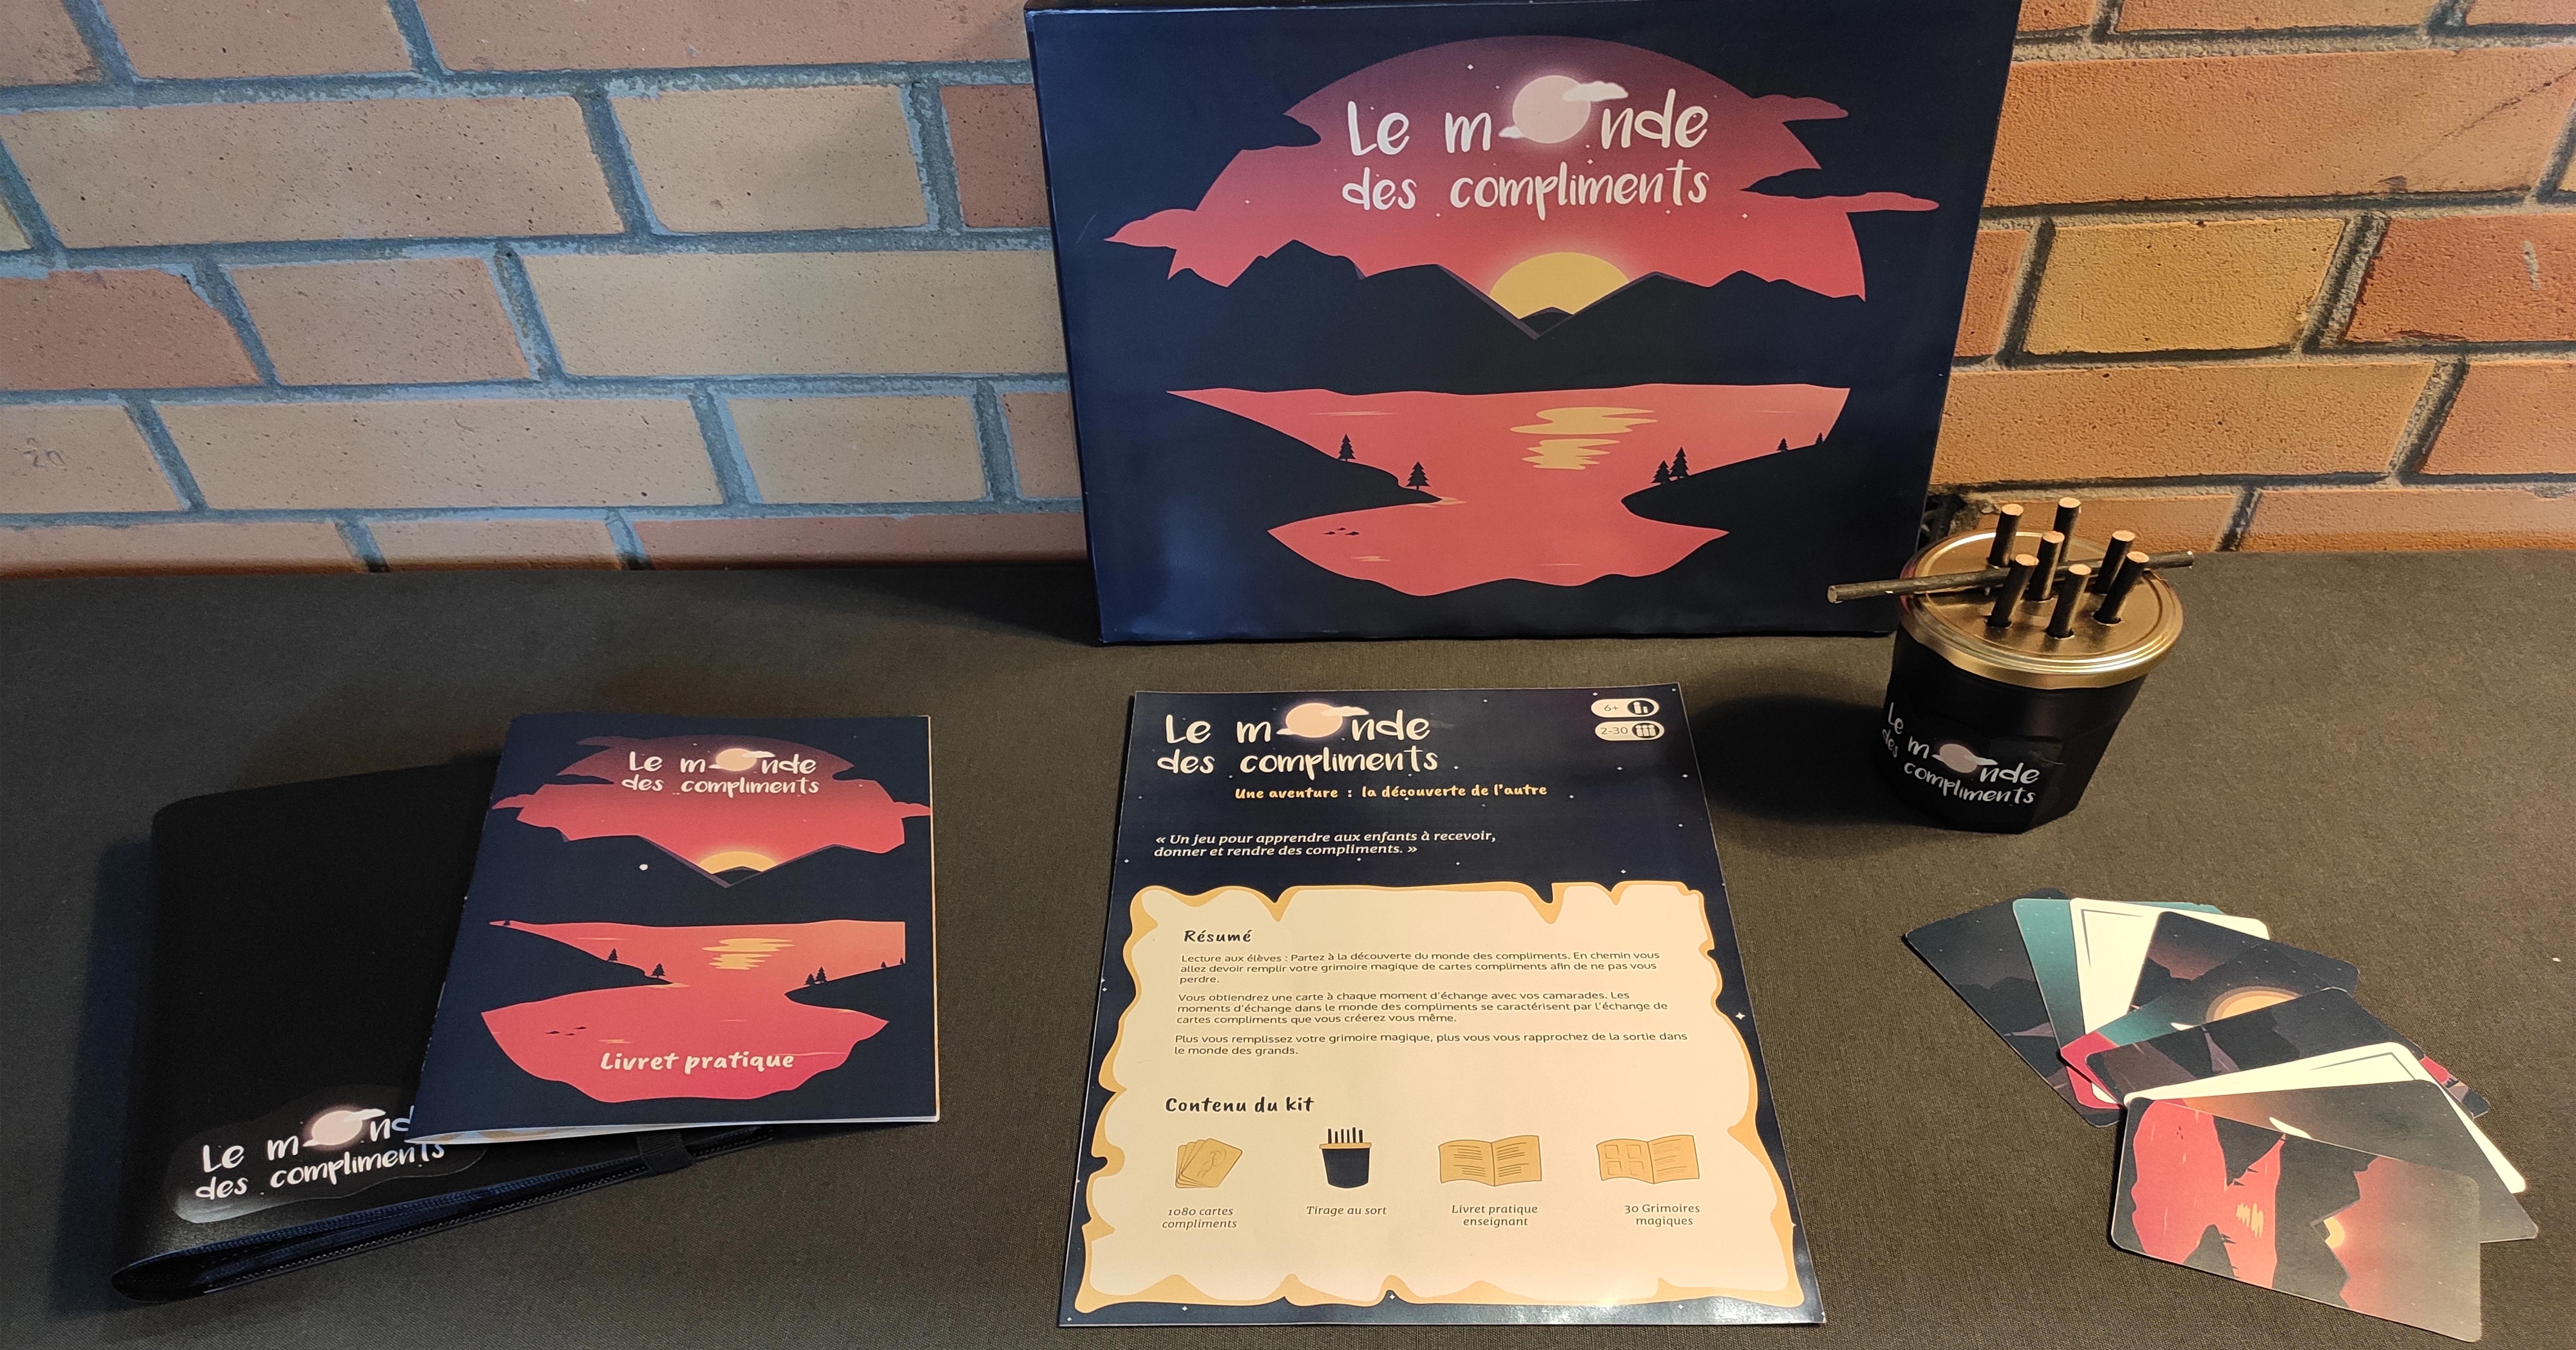 Le monde
des compliments
Le monde
des compliments
Livret pratique
Le mond
des compliments
Le monde
des compliments
Une aventure : la découverte de l'autre
6+
2-30
« Un jeu pour apprendre aux enfants à recevoir,
donner et rendre des compliments. »
Résumé
Lecture aux élèves : Partez à la découverte du monde des compliments. En chemin vous
allez devoir remplir votre grimoire magique de cartes compliments afin de ne pas vous
perdre.
Vous obtiendrez une carte à chaque moment d'échange avec vos camarades. Les
moments d'échange dans le monde des compliments se caractérisent par l'échange de
cartes compliments que vous créerez vous même.
Plus vous remplissez votre grimoire magique, plus vous vous rapprochez de la sortie dans
le monde des grands.
Contenu du kit
1080 cartes
compliments
Tirage au sort
Livret pratique
enseignant
30 Grimoires
magiques
Le monde
des compliments
20